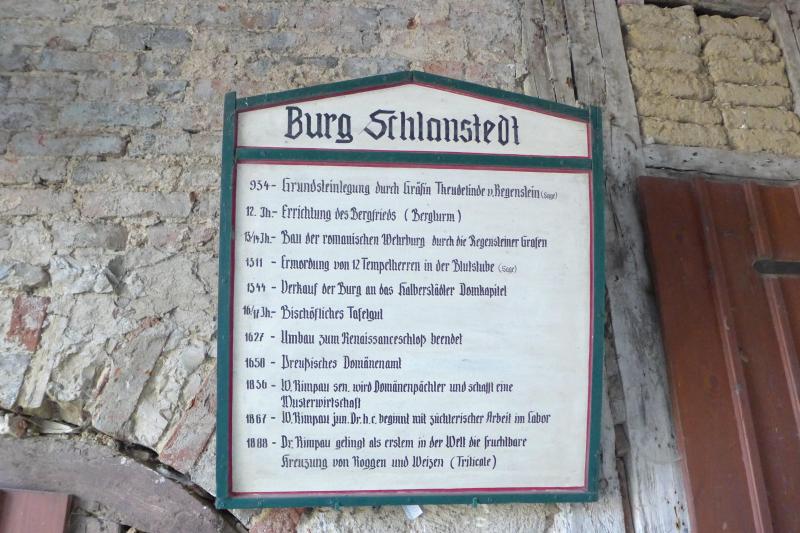 Burg Schlanstedt
934 - Grundsteinlegung durch Gräfin Theudelinde v. Regenstein (Sage)
12. Jh.- Errichtung des Bergfrieds ( Bergturm )
13/14 Jh.- Bau der romanischen Wehrburg durch die Regensteiner Grafen
1311 - Ermordung von 12 Tempelherren in der Blutstube (Sage)
1344 - Verkauf der Burg an das Halberstädter Domkapitel
16/17 Jh.- Bischöfliches Tafelgut
1627 - Umbau zum Renaissanceschloß beendet
1650 - Preußisches Domänenamt
1836 - W. Rimpau sen. wird Domänenpächter und schafft eine
Musterwirtschaft
1867 - W. Rimpau jun. Dr. h. c. beginnt mit züchterischer Arbeit im Labor
1888 - Dr. Rimpau gelingt als erstem in der Welt die fruchtbare
Kreuzung von Roggen und Weizen ( Triticale )